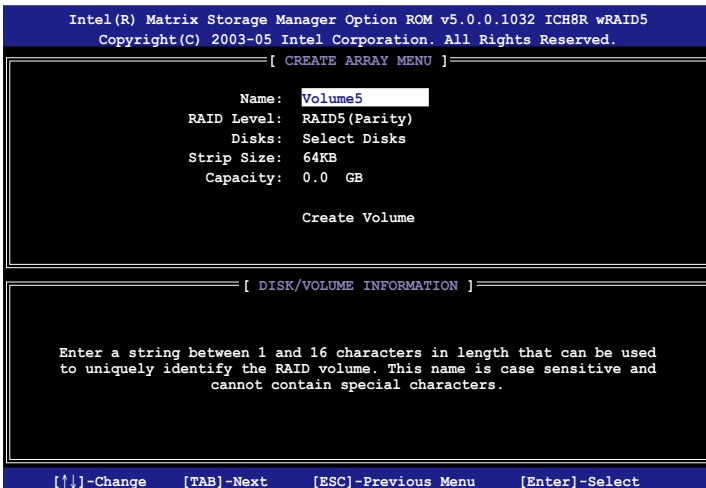 Intel(R) Matrix Storage Manager Option ROM v5.0.0.1032 ICH8R wRAID5
Copyright(C) 2003-05 Intel Corporation. All Rights Reserved.
[ CREATE ARRAY MENU ]
Name: Volume5
RAID Level: RAID5(Parity)
Disks: Select Disks
Strip Size: 64KB
Capacity: 0.0 GB
Create Volume
[ DISK/VOLUME INFORMATION ]
Enter a string between 1 and 16 characters in length that can be used
to uniquely identify the RAID volume. This name is case sensitive and
cannot contain special characters.
[↑↓]-Change [TAB]-Next [ESC]-Previous Menu [Enter]-Select